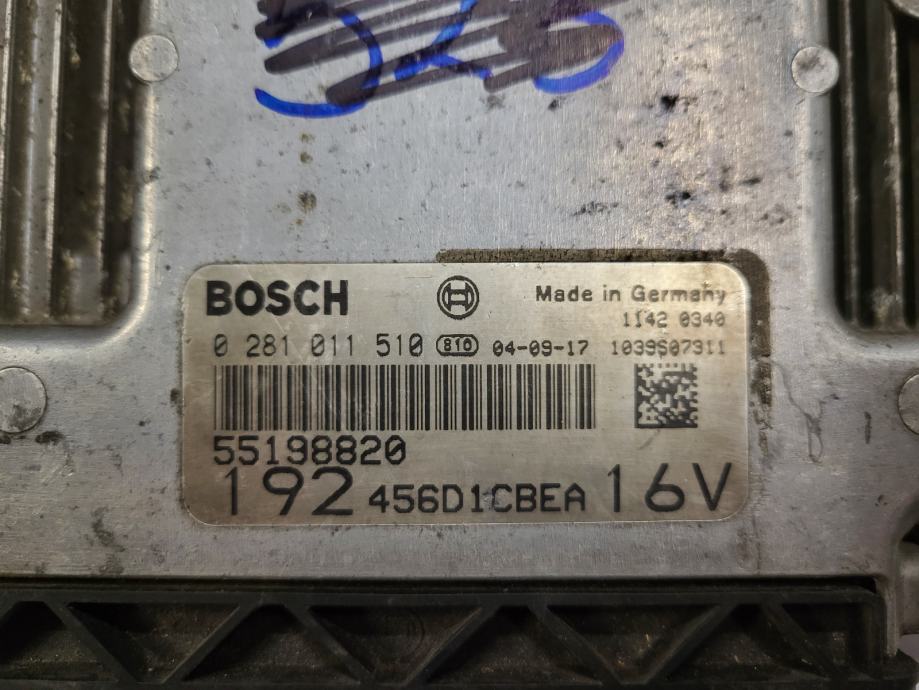 BOSCH Made in Germany
1142 0340
0 281 011 510 810 04-09-17 1039S07311
55198820
192 456D1CBEA 16V